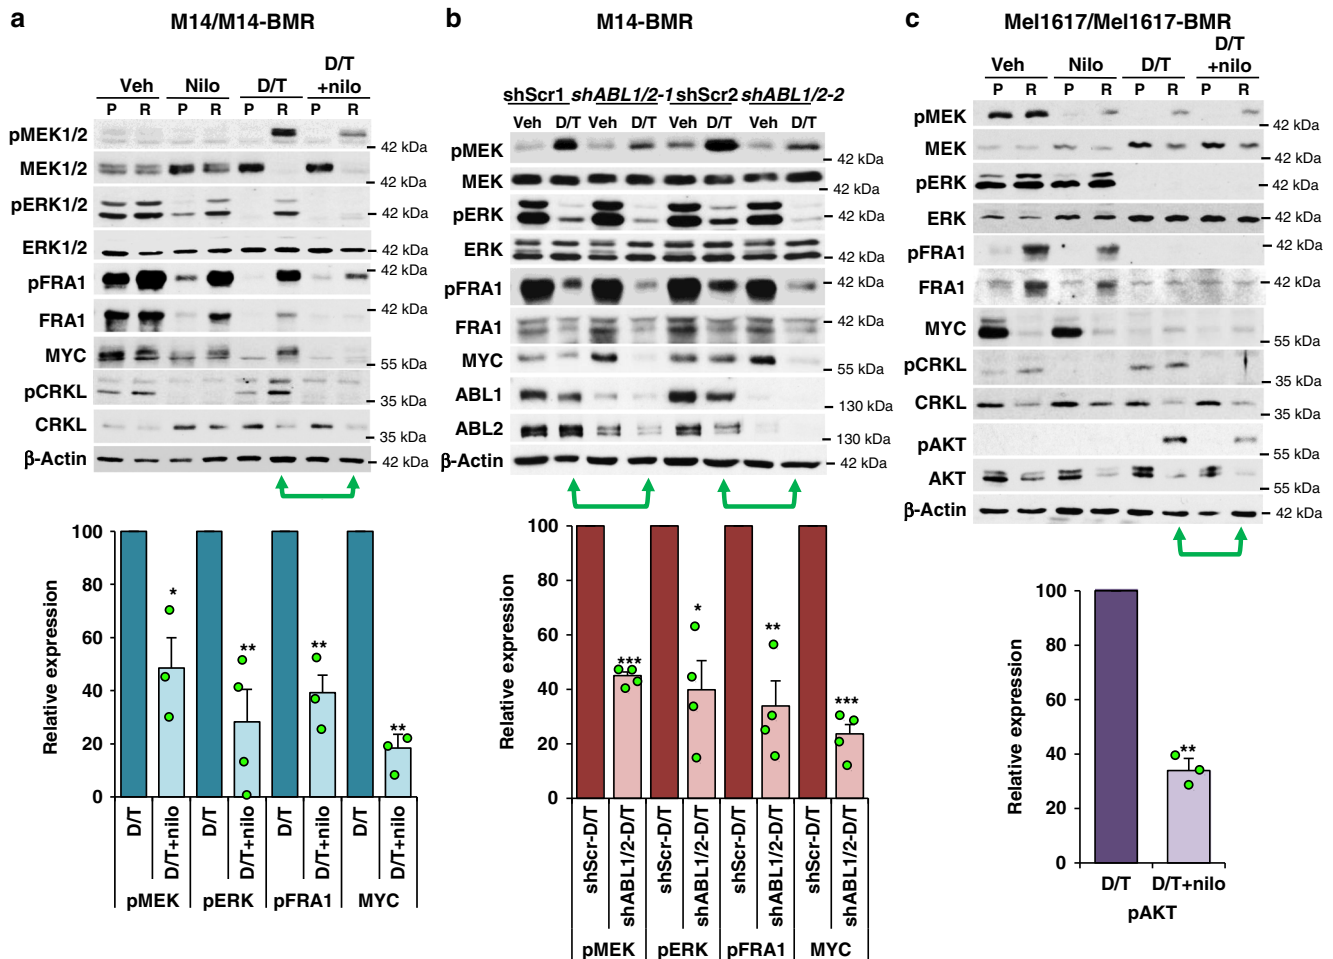 a
M14/M14-BMR
Veh Nilo D/T D/T +nilo
P R P R P R P R
pMEK1/2
42 kDa
MEK1/2
42 kDa
pERK1/2
42 kDa
ERK1/2
42 kDa
42 kDa
pFRA1
42 kDa
FRA1
MYC
55 kDa
pCRKL
35 kDa
CRKL
35 kDa
β-Actin
42 kDa
Relative expression
100
80
60
40
20
0
* ** ** **
D/T D/T+nilo D/T D/T+nilo D/T D/T+nilo D/T D/T+nilo
pMEK pERK pFRA1 MYC
b
M14-BMR
shScr1 shABL1/2-1 shScr2 shABL1/2-2
Veh D/T Veh D/T Veh D/T Veh D/T
pMEK
42 kDa
MEK
42 kDa
pERK
42 kDa
ERK
42 kDa
pFRA1
42 kDa
FRA1
42 kDa
MYC
55 kDa
ABL1
130 kDa
ABL2
130 kDa
β-Actin
42 kDa
Relative expression
100
80
60
40
20
0
*** * ** ***
shScr-D/T shABL1/2-D/T shScr-D/T shABL1/2-D/T shScr-D/T shABL1/2-D/T shScr-D/T shABL1/2-D/T
pMEK pERK pFRA1 MYC
c
Mel1617/Mel1617-BMR
Veh Nilo D/T D/T +nilo
P R P R P R P R
pMEK
42 kDa
MEK
42 kDa
pERK
42 kDa
ERK
42 kDa
pFRA1
42 kDa
FRA1
42 kDa
MYC
55 kDa
pCRKL
35 kDa
CRKL
35 kDa
pAKT
55 kDa
AKT
55 kDa
β-Actin
42 kDa
Relative expression
100
80
60
40
20
0
**
D/T D/T+nilo
pAKT